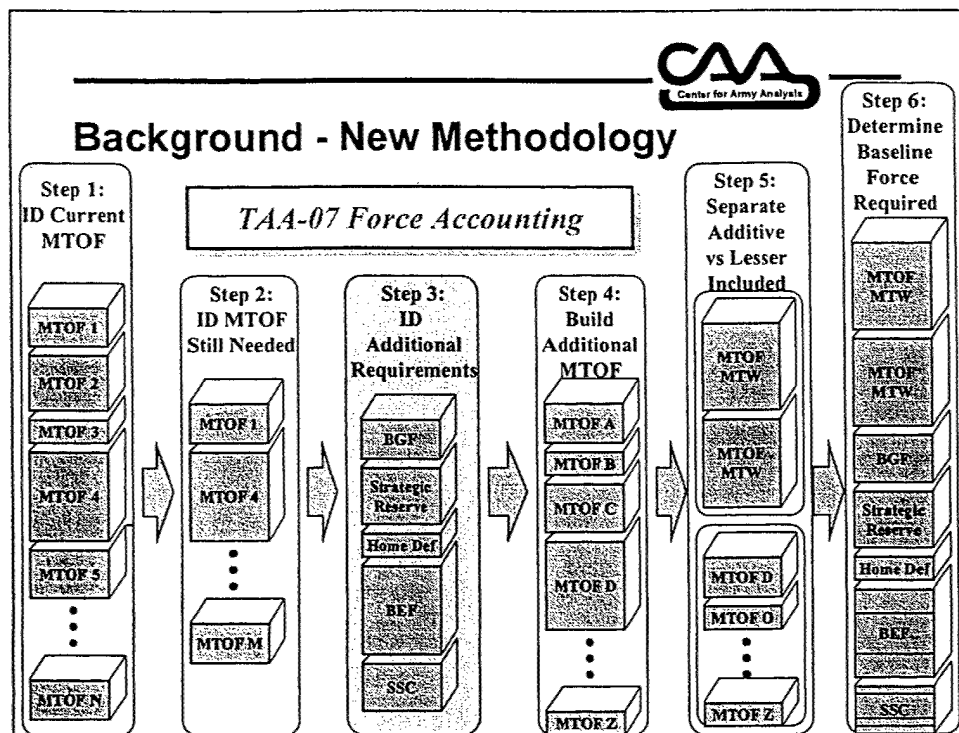 CAA
Center for Army Analysis
Background - New Methodology
TAA-07 Force Accounting
Step 1:
ID Current
MTOF
MTOF 1
MTOF 2
MTOF 3
MTOF 4
MTOF 5
MTOF N
Step 2:
ID MTOF
Still Needed
MTOF 1
MTOF 4
MTOF M
Step 3:
ID
Additional
Requirements
BGF
Strategic
Reserve
Home Def
BEF
SSC
Step 4:
Build
Additional
MTOF
MTOF A
MTOF B
MTOF C
MTOF D
MTOF Z
Step 5:
Separate
Additive
vs Lesser
Included
MTOF
MTW
MTOF
MTW
MTOF D
MTOF O
MTOF Z
Step 6:
Determine
Baseline
Force
Required
MTOF
MTW
MTOF
MTW
BGF
Strategic
Reserve
Home Def
BEF
SSC